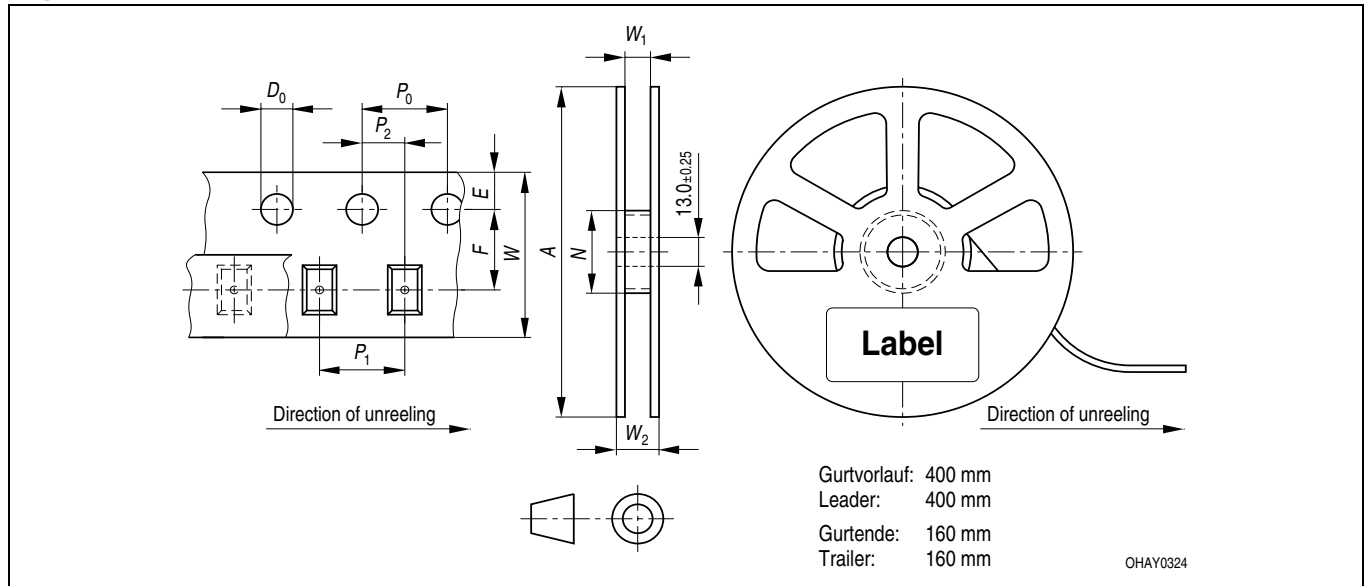 W1
D0
P0
P2
E
F
W
A
N
13.0±0.25
P1
W2
Label
Direction of unreeling
Direction of unreeling
Gurtvorlauf: 400 mm
Leader: 400 mm
Gurtende: 160 mm
Trailer: 160 mm
OHAY0324